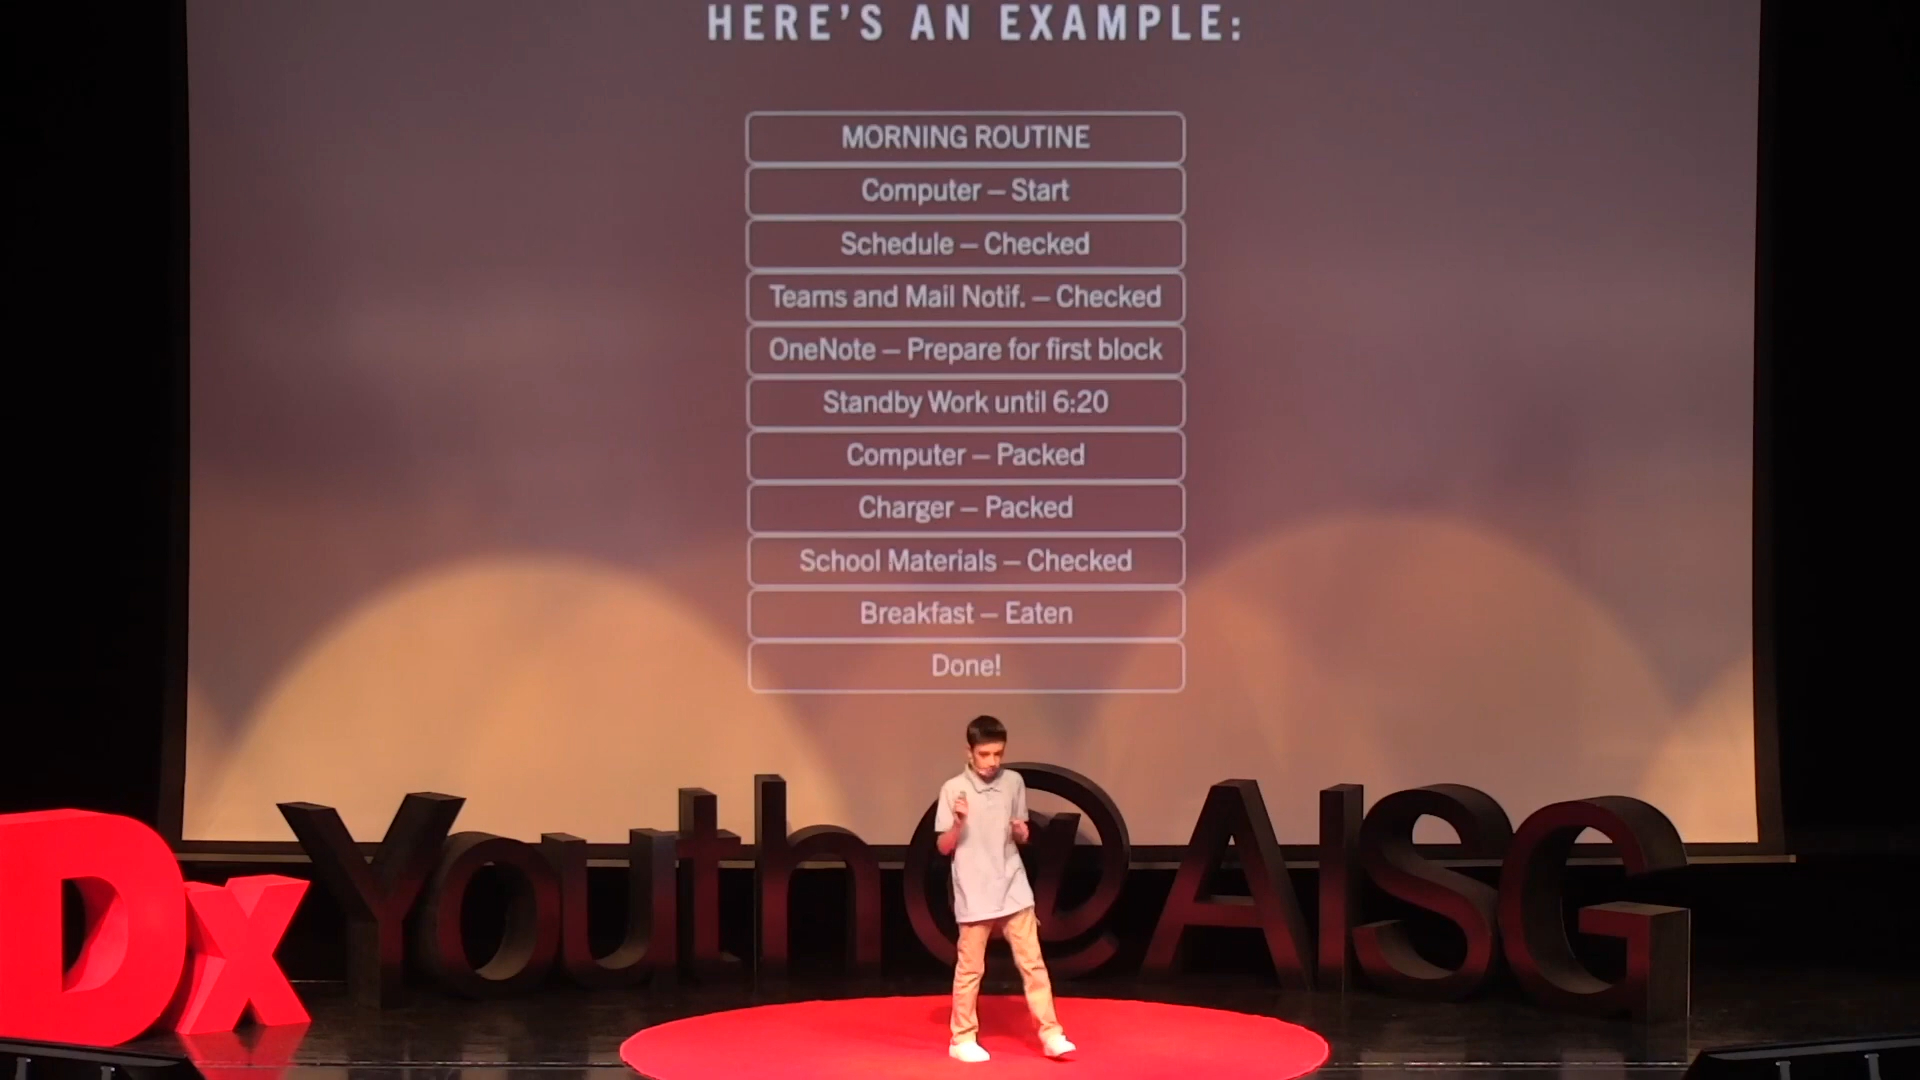 HERE'S AN EXAMPLE:
MORNING ROUTINE
Computer – Start
Schedule – Checked
Teams and Mail Notif. – Checked
OneNote – Prepare for first block
Standby Work until 6:20
Computer – Packed
Charger – Packed
School Materials – Checked
Breakfast – Eaten
Done!
Dx Youth@AISG